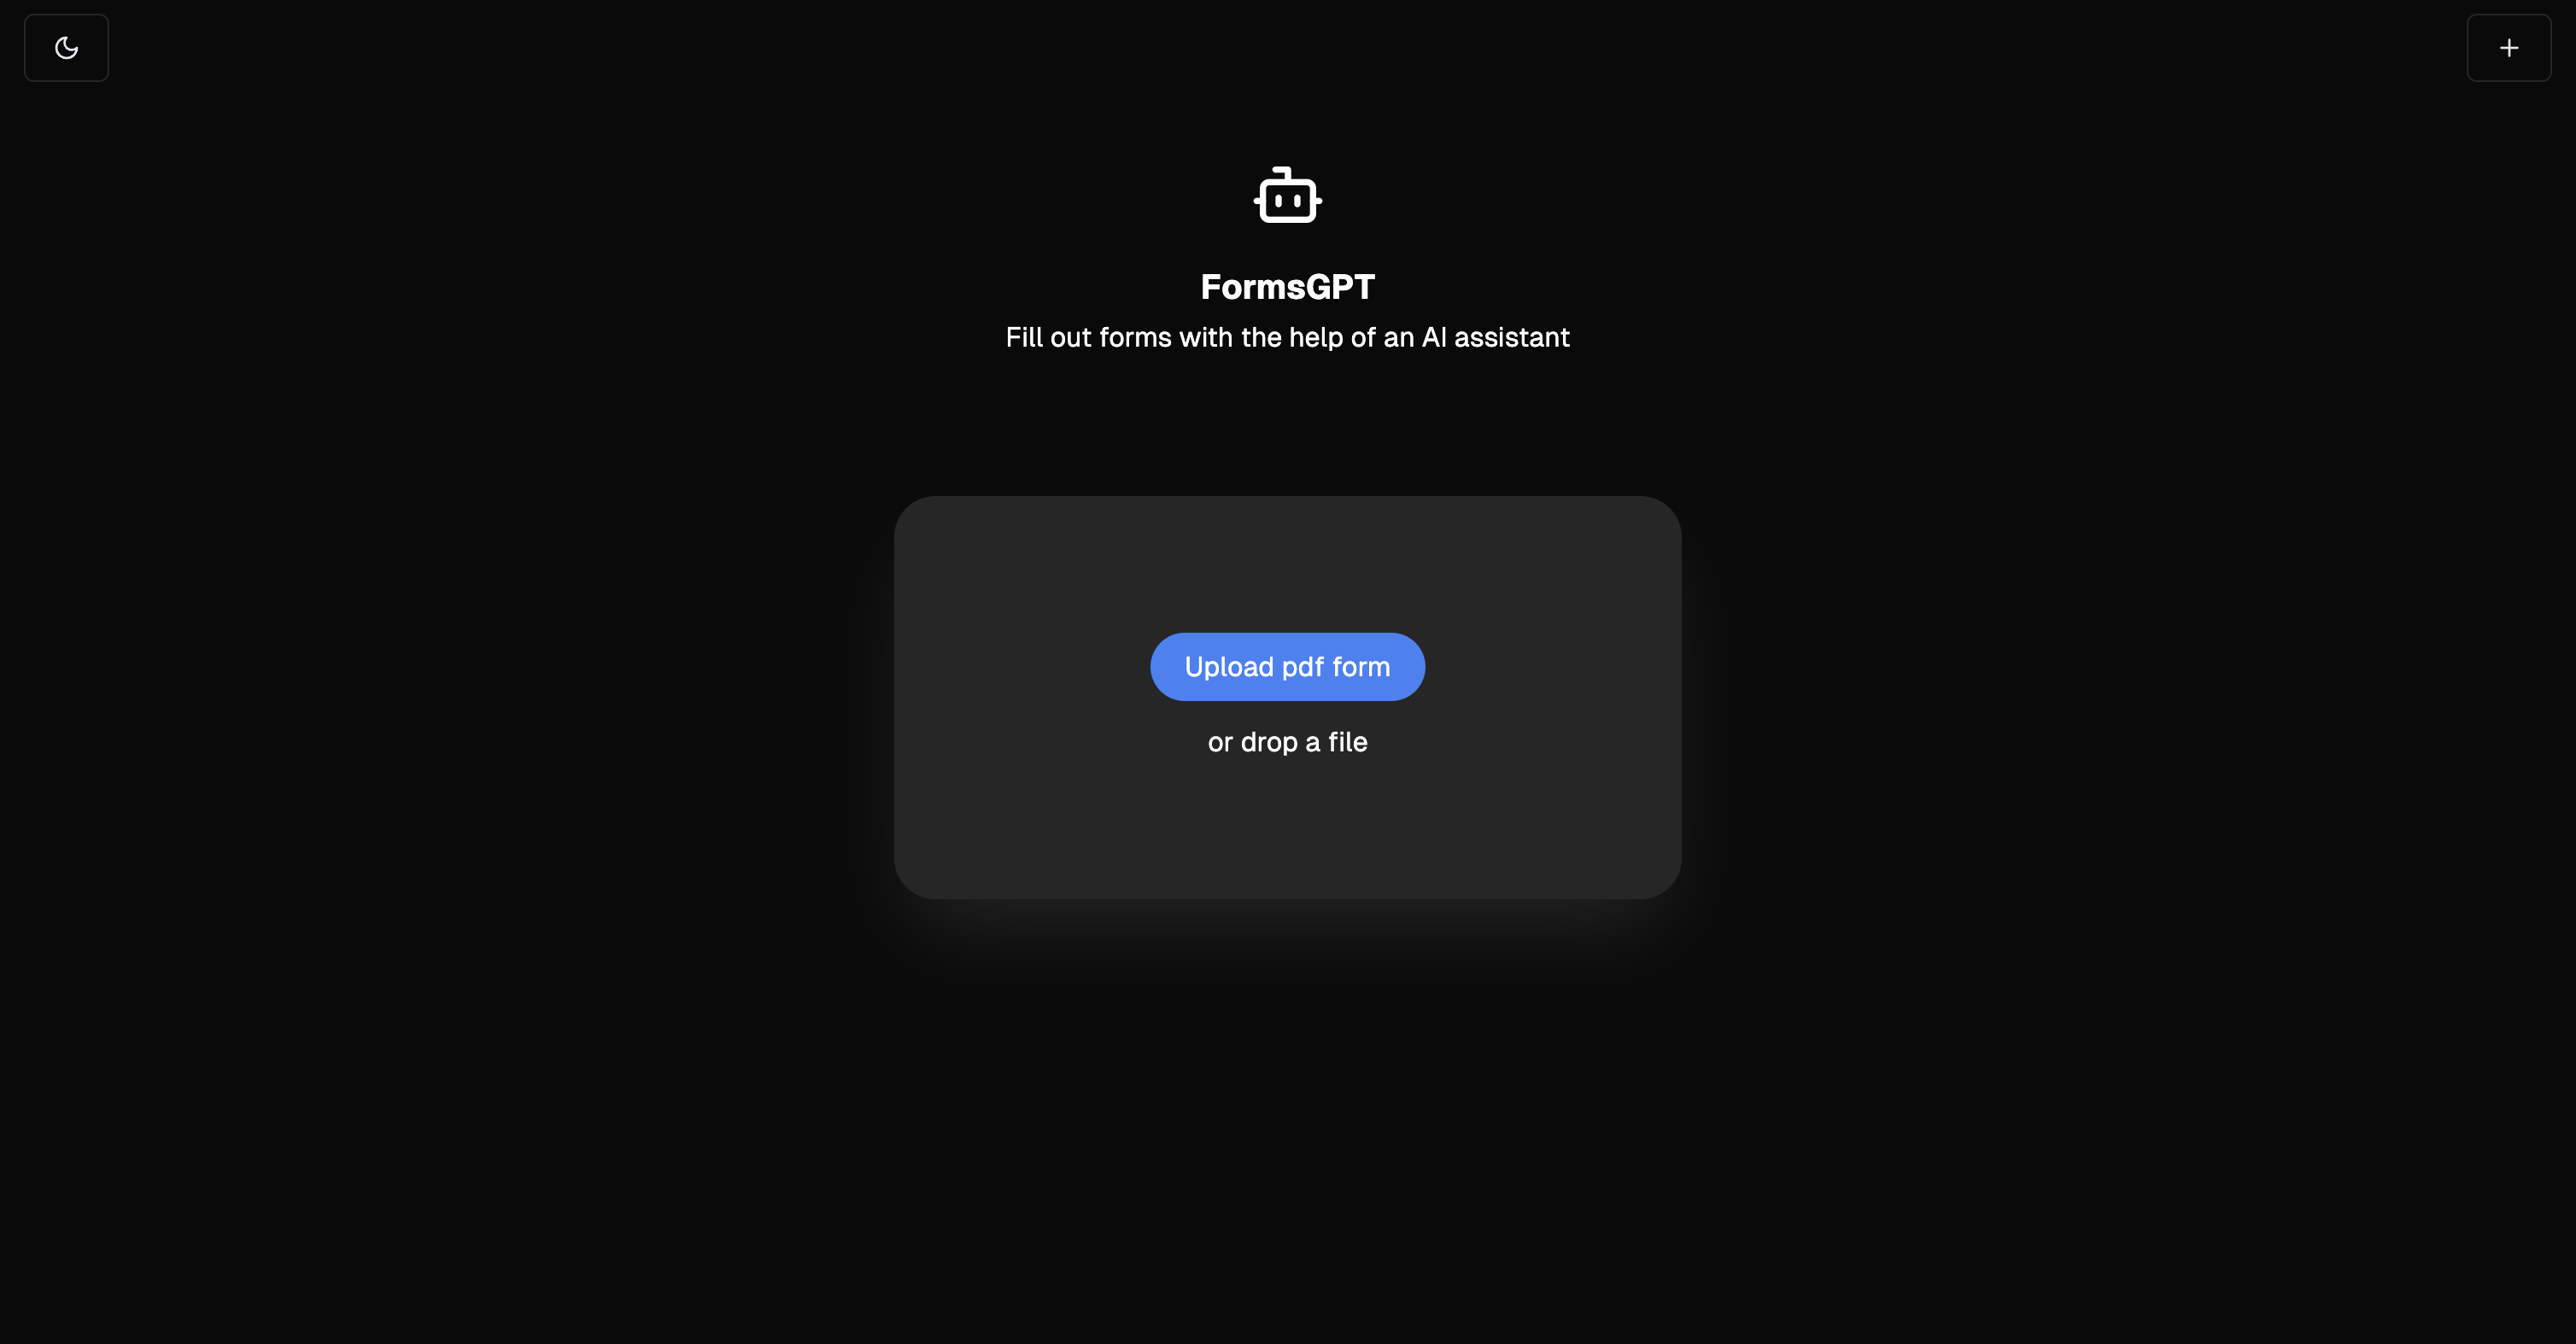 FormsGPT
Fill out forms with the help of an AI assistant
Upload pdf form
or drop a file